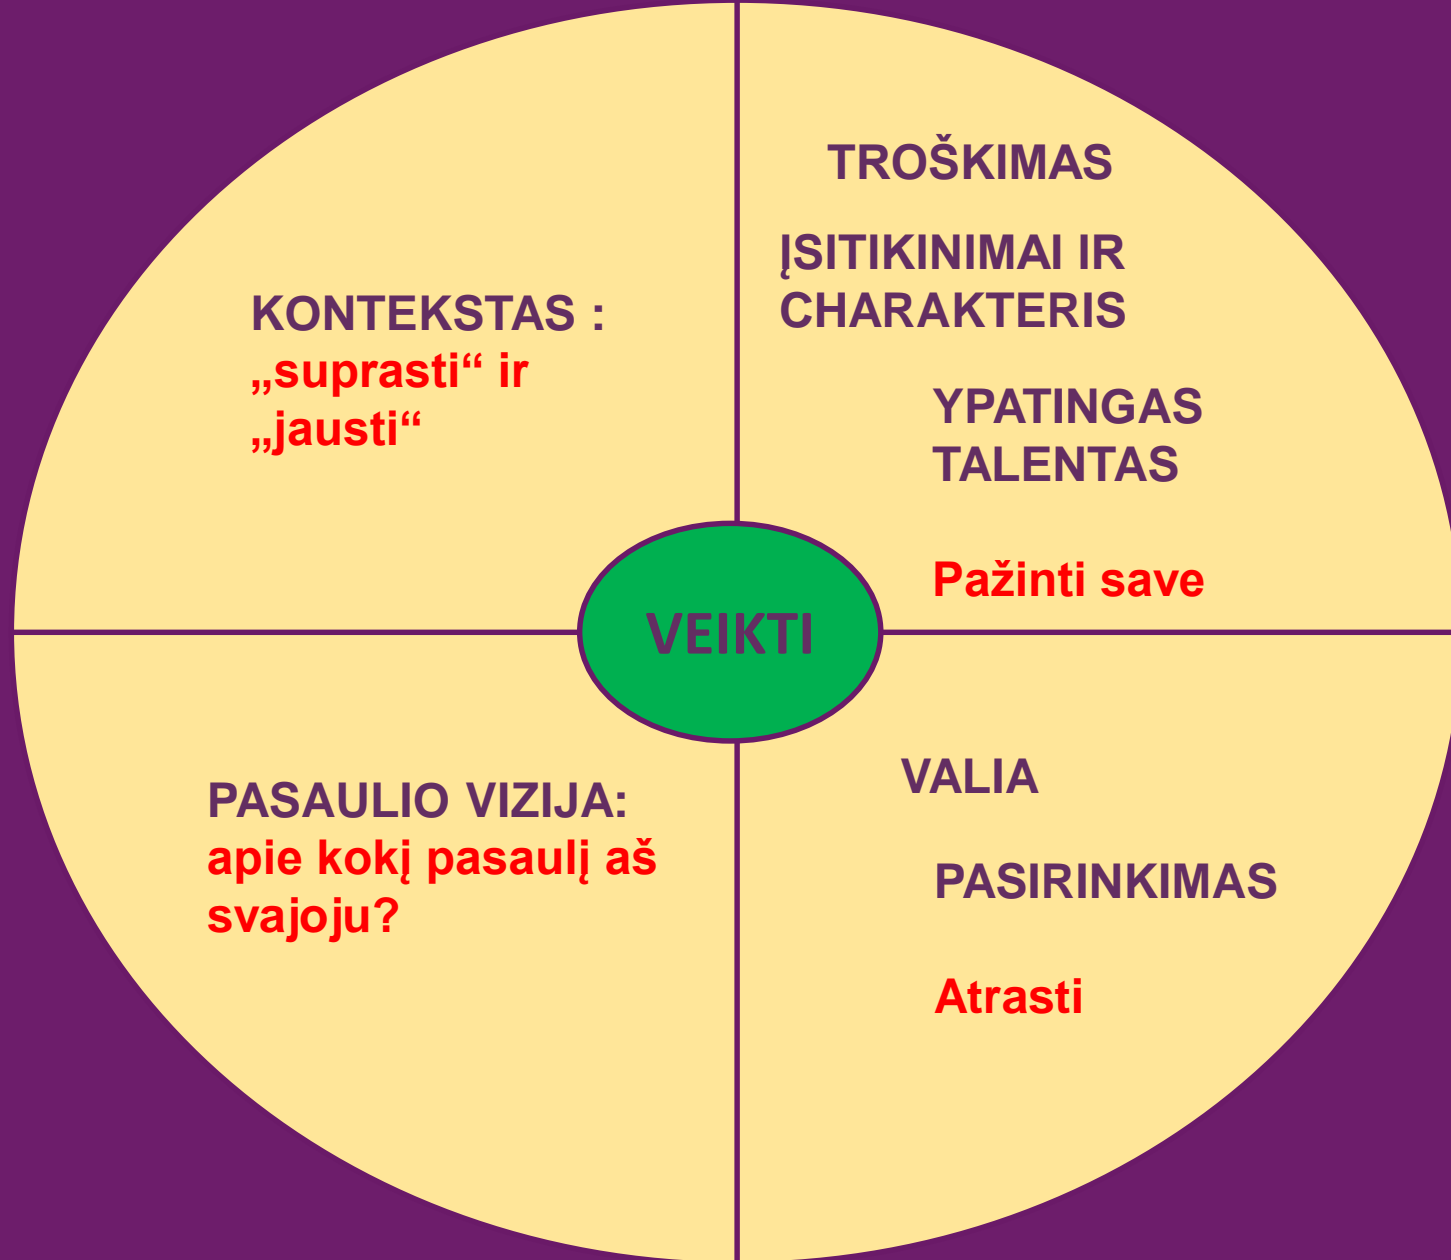 KONTEKSTAS :
„suprasti“ ir
„jausti“
TROŠKIMAS
ĮSITIKINIMAI IR
CHARAKTERIS
YPATINGAS
TALENTAS
Pažinti save
VEIKTI
PASAULIO VIZIJA:
apie kokį pasaulį aš
svajoju?
VALIA
PASIRINKIMAS
Atrasti